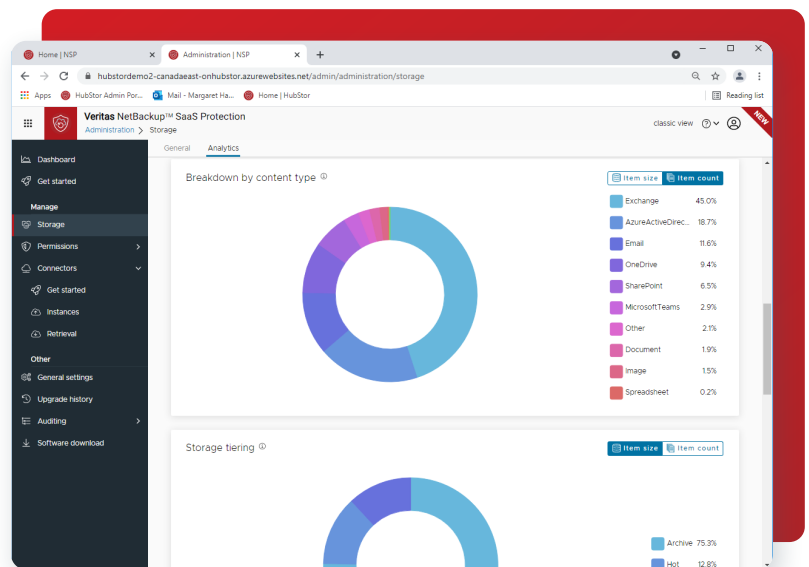 Home | NSP
Administration | NSP
hubstordemo2-canadaeast-onhubstor.azurewebsites.net/admin/administration/storage
Apps HubStor Admin Por... Mail - Margaret Ha... Home | HubStor Reading list
Veritas NetBackup™ SaaS Protection
Administration > Storage
classic view
NEW
Dashboard
Get started
Manage
Storage
Permissions
Connectors
Get started
Instances
Retrieval
Other
General settings
Upgrade history
Auditing
Software download
General Analytics
Breakdown by content type
Item size Item count
Exchange 45.0%
AzureActiveDirec... 18.7%
Email 11.6%
OneDrive 9.4%
SharePoint 6.5%
MicrosoftTeams 2.9%
Other 2.1%
Document 1.9%
Image 1.5%
Spreadsheet 0.2%
Storage tiering
Item size Item count
Archive 75.3%
Hot 12.8%